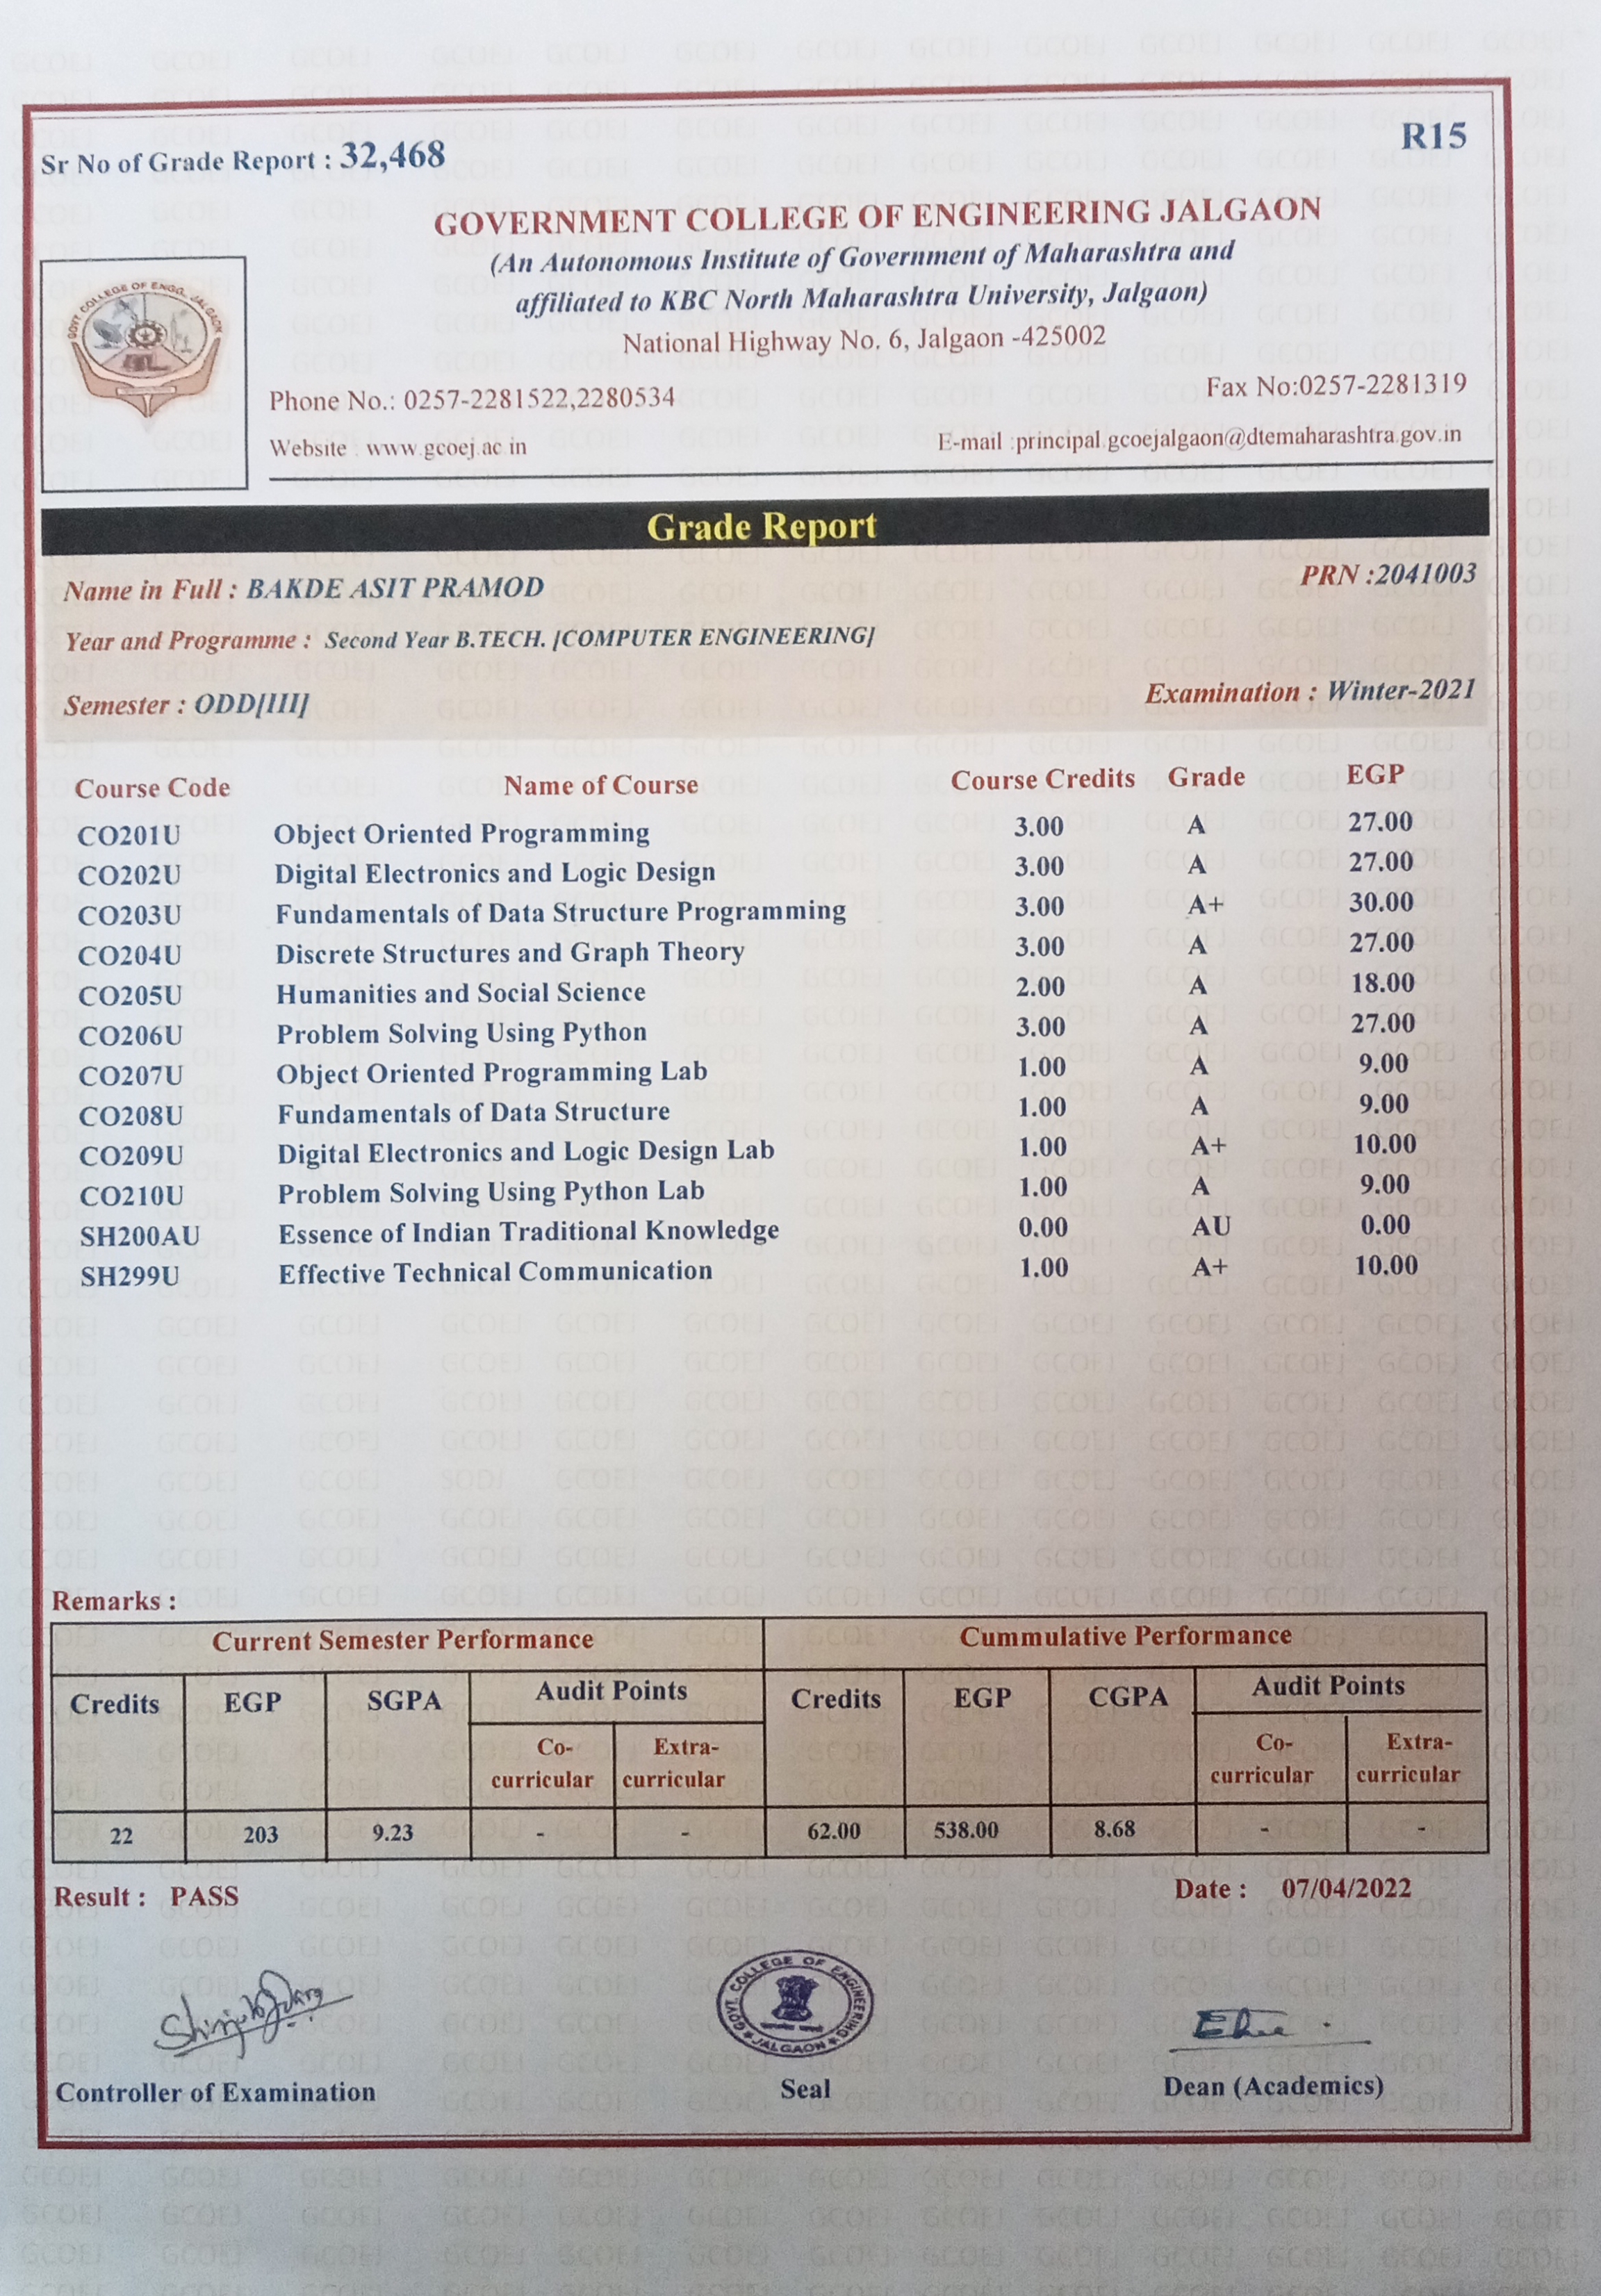 Sr No of Grade Report : 32,468
R15
GOVERNMENT COLLEGE OF ENGINEERING JALGAON
(An Autonomous Institute of Government of Maharashtra and
affiliated to KBC North Maharashtra University, Jalgaon)
National Highway No. 6, Jalgaon -425002
GOVT COLLEGE OF ENGG. JALGAON
Phone No.: 0257-2281522,2280534 Fax No:0257-2281319
Website : www.gcoej.ac.in E-mail :principal.gcoejalgaon@dtemaharashtra.gov.in
Grade Report
Name in Full : BAKDE ASIT PRAMOD PRN :2041003
Year and Programme : Second Year B.TECH. [COMPUTER ENGINEERING]
Semester : ODD[III] Examination : Winter-2021
Course Code Name of Course Course Credits Grade EGP
CO201U Object Oriented Programming 3.00 A 27.00
CO202U Digital Electronics and Logic Design 3.00 A 27.00
CO203U Fundamentals of Data Structure Programming 3.00 A+ 30.00
CO204U Discrete Structures and Graph Theory 3.00 A 27.00
CO205U Humanities and Social Science 2.00 A 18.00
CO206U Problem Solving Using Python 3.00 A 27.00
CO207U Object Oriented Programming Lab 1.00 A 9.00
CO208U Fundamentals of Data Structure 1.00 A 9.00
CO209U Digital Electronics and Logic Design Lab 1.00 A+ 10.00
CO210U Problem Solving Using Python Lab 1.00 A 9.00
SH200AU Essence of Indian Traditional Knowledge 0.00 AU 0.00
SH299U Effective Technical Communication 1.00 A+ 10.00
Remarks :
Current Semester Performance Cummulative Performance
Credits EGP SGPA Audit Points Credits EGP CGPA Audit Points
Co- Extra- Co- Extra-
curricular curricular curricular curricular
22 203 9.23 - - 62.00 538.00 8.68 - -
Result : PASS Date : 07/04/2022
GOVT. COLLEGE OF ENGINEERING JALGAON
Controller of Examination Seal Dean (Academics)